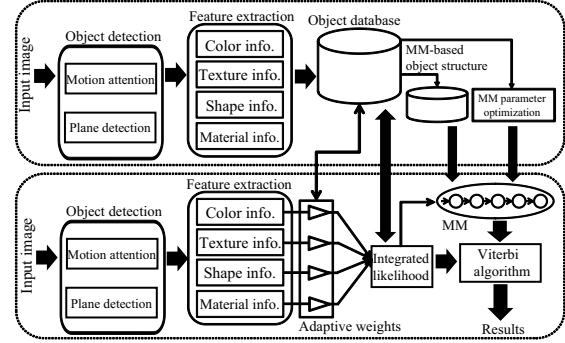 Input image
Object detection
Motion attention
Plane detection
Feature extraction
Color info.
Texture info.
Shape info.
Material info.
Object database
MM-based
object structure
MM parameter
optimization
Input image
Object detection
Motion attention
Plane detection
Feature extraction
Color info.
Texture info.
Shape info.
Material info.
Adaptive weights
Integrated
likelihood
MM
Viterbi
algorithm
Results